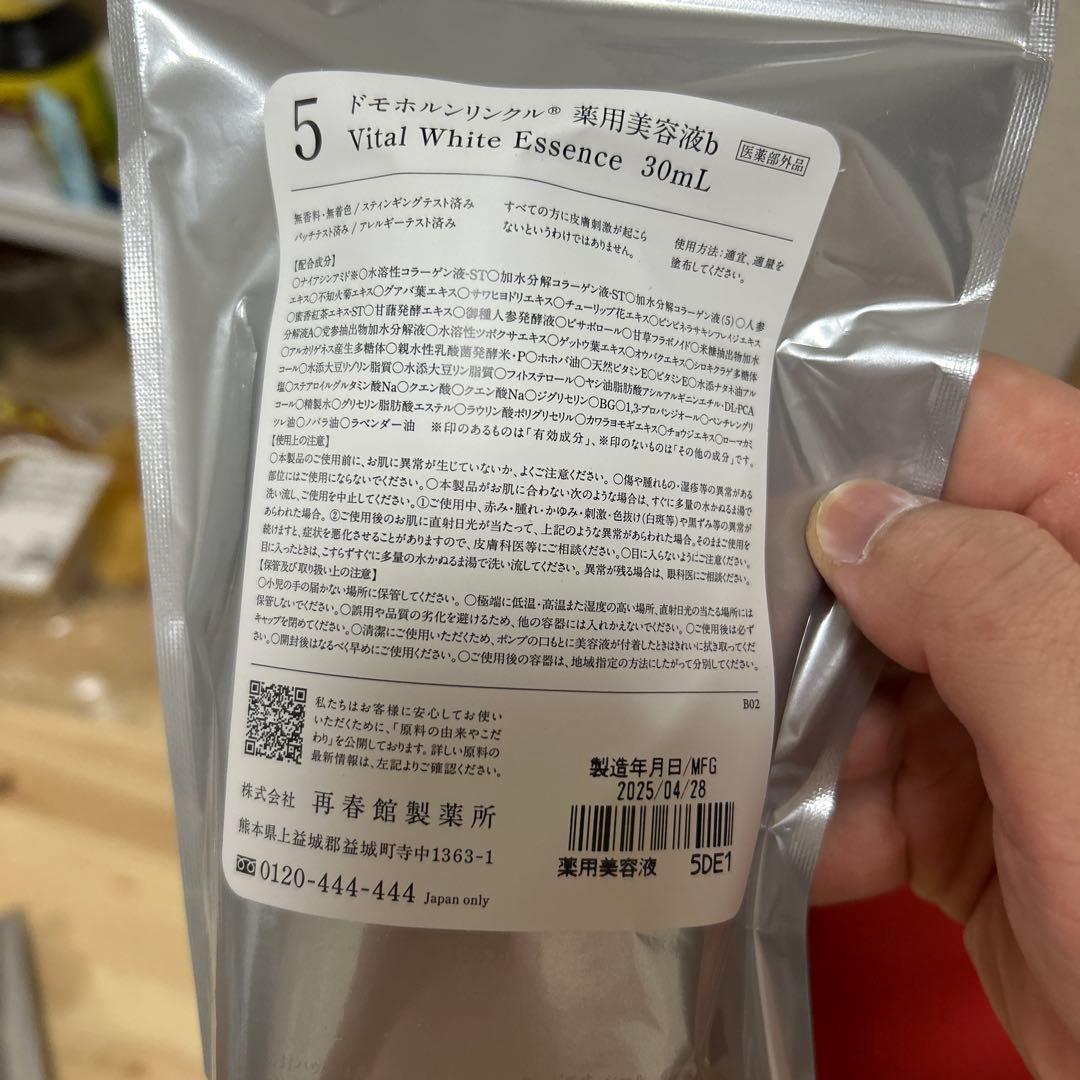 5
ドモホルンリンクル® 薬用美容液b 医薬部外品
Vital White Essence 30mL
無香料・無着色/スティンギングテスト済み
パッチテスト済み/アレルギーテスト済み
すべての方に皮膚刺激が起こら
ないというわけではありません。
使用方法:適宜、適量を
塗布してください。
【配合成分】
○ナイアシンアミド※○水溶性コラーゲン液-ST○加水分解コラーゲン液-ST○加水分解コラーゲン液(5)○人参
エキス○不知火菊エキス○グアバ葉エキス○サワヒヨドリエキス○チューリップ花エキス○ピンピネラサキシフレイジエキス
○蜜香紅茶エキス-ST○甘藷発酵エキス○御種人参発酵液○ビサボロール○甘草フラボノイド○米糠抽出物加水
分解液A○党参抽出物加水分解液○水溶性ツボクサエキス○ゲットウ葉エキス○オウバクエキス○シロキクラゲ多糖体
○アルカリゲネス産生多糖体○親水性乳酸菌発酵米・P○ホホバ油○天然ビタミンE○ビタミンE○水添ナタネ油アル
コール○水添大豆リゾリン脂質○水添大豆リン脂質○フィトステロール○ヤシ油脂肪酸アシルアルギニンエチル・DL-PCA
塩○ステアロイルグルタミン酸Na○クエン酸○クエン酸Na○ジグリセリン○BG○1,3-プロパンジオール○ペンチレングリ
コール○精製水○グリセリン脂肪酸エステル○ラウリン酸ポリグリセリル○カワラヨモギエキス○チョウジエキス○ローマカミ
ツレ油○ノバラ油○ラベンダー油 ※印のあるものは「有効成分」、※印のないものは「その他の成分」です。
【使用上の注意】
○本製品のご使用前に、お肌に異常が生じていないか、よくご注意ください。○傷や腫れもの・湿疹等の異常がある
部位にはご使用にならないでください。○本製品がお肌に合わない次のような場合は、すぐに多量の水かぬるま湯で
洗い流し、ご使用を中止してください。①ご使用中、赤み・腫れ・かゆみ・刺激・色抜け(白斑等)や黒ずみ等の異常が
あらわれた場合。②ご使用後のお肌に直射日光が当たって、上記のような異常があらわれた場合。そのままご使用を
続けますと、症状を悪化させることがありますので、皮膚科医等にご相談ください。○目に入らないようにご注意ください。
目に入ったときは、こすらずすぐに多量の水かぬるま湯で洗い流してください。異常が残る場合は、眼科医にご相談ください。
【保管及び取り扱い上の注意】
○小児の手の届かない場所に保管してください。○極端に低温・高温また湿度の高い場所、直射日光の当たる場所には
保管しないでください。○誤用や品質の劣化を避けるため、他の容器には入れかえないでください。○ご使用後は必ず
キャップを閉めてください。○清潔にご使用いただくため、ポンプの口もとに美容液が付着したときはきれいに拭き取ってくだ
さい。○開封後はなるべく早めにご使用ください。○ご使用後の容器は、地域指定の方法にしたがって分別してください。
B02
私たちはお客様に安心してお使い
いただくために、「原料の由来やこだ
わり」を公開しております。詳しい原料の
最新情報は、左記よりご確認ください。
株式会社 再春館製薬所
熊本県上益城郡益城町寺中1363-1
0120-444-444 Japan only
製造年月日/MFG
2025/04/28
薬用美容液 5DE1